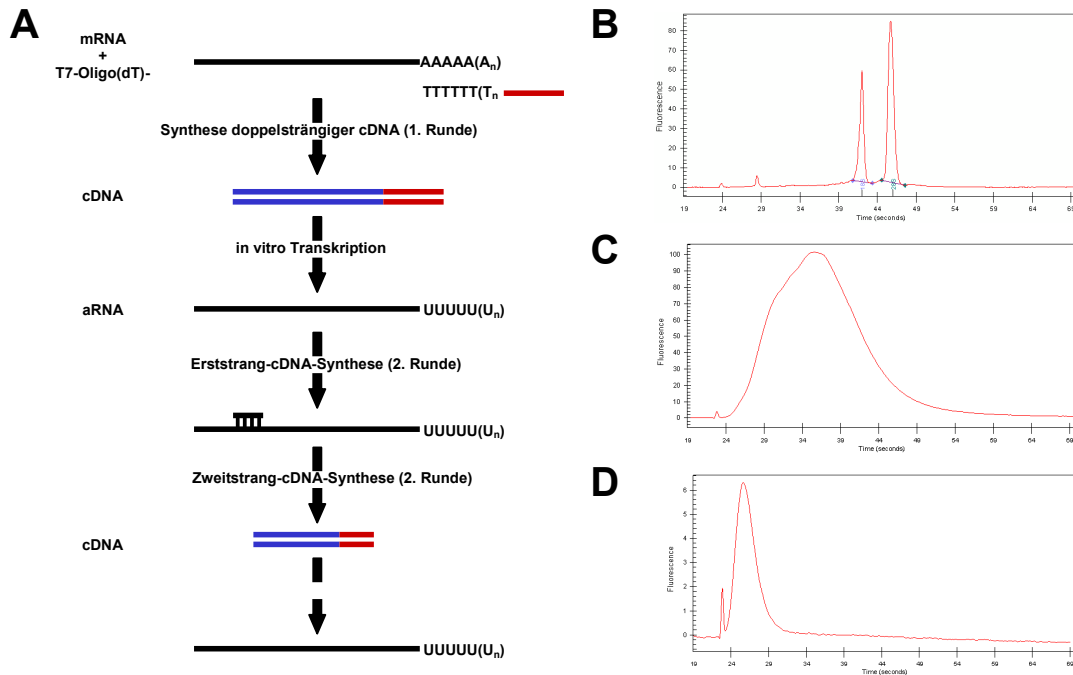 A
mRNA
+
T7-Oligo(dT)-
AAAAA(An)
TTTTTT(Tn
Synthese doppelsträngiger cDNA (1. Runde)
cDNA
in vitro Transkription
aRNA
UUUUU(Un)
Erststrang-cDNA-Synthese (2. Runde)
UUUUU(Un)
Zweitstrang-cDNA-Synthese (2. Runde)
cDNA
UUUUU(Un)
B
Fluorescence
80
70
60
50
40
30
20
10
0
19 24 29 34 39 44 49 54 59 64 69
Time (seconds)
C
Fluorescence
100
90
80
70
60
50
40
30
20
10
0
19 24 29 34 39 44 49 54 59 64 69
Time (seconds)
D
Fluorescence
6
5
4
3
2
1
0
19 24 29 34 39 44 49 54 59 64 69
Time (seconds)